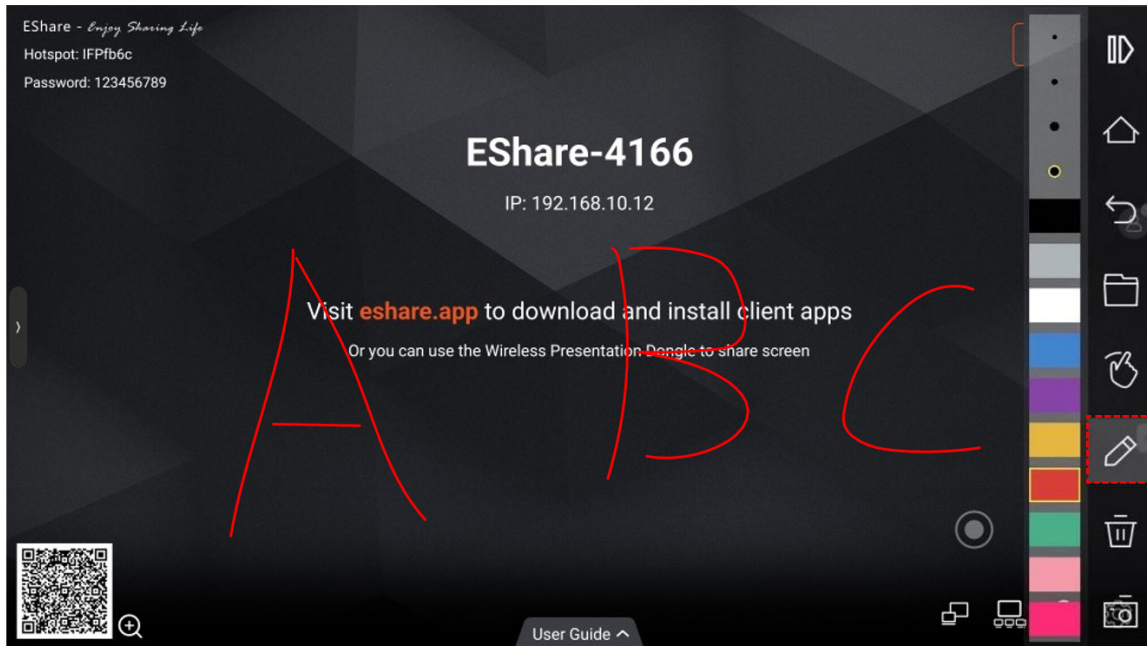 EShare - Enjoy Sharing Life
Hotspot: IFPfb6c
Password: 123456789
EShare-4166
IP: 192.168.10.12
Visit eshare.app to download and install client apps
Or you can use the Wireless Presentation Dongle to share screen
A B C
User Guide